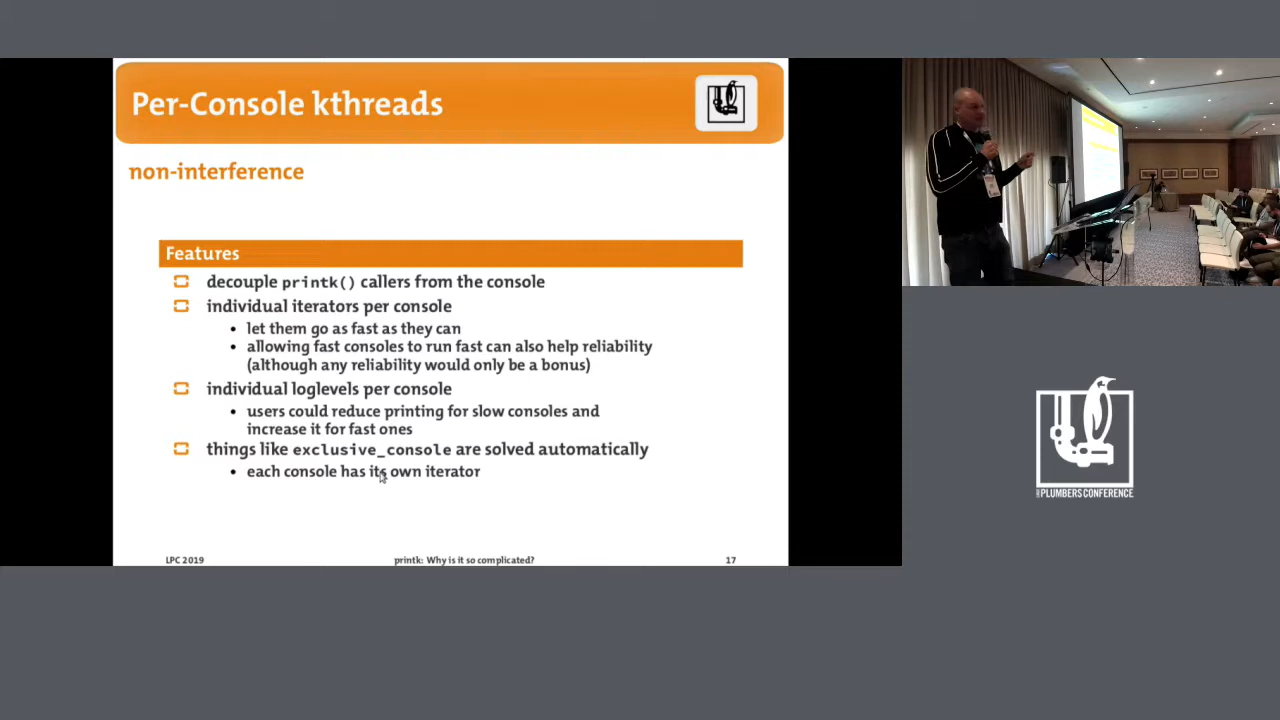 Per-Console kthreads
non-interference
Features
decouple printk() callers from the console
individual iterators per console
• let them go as fast as they can
• allowing fast consoles to run fast can also help reliability
(although any reliability would only be a bonus)
individual loglevels per console
• users could reduce printing for slow consoles and
increase it for fast ones
things like exclusive_console are solved automatically
• each console has its own iterator
LPC 2019
printk: Why is it so complicated?
17
PLUMBERS CONFERENCE